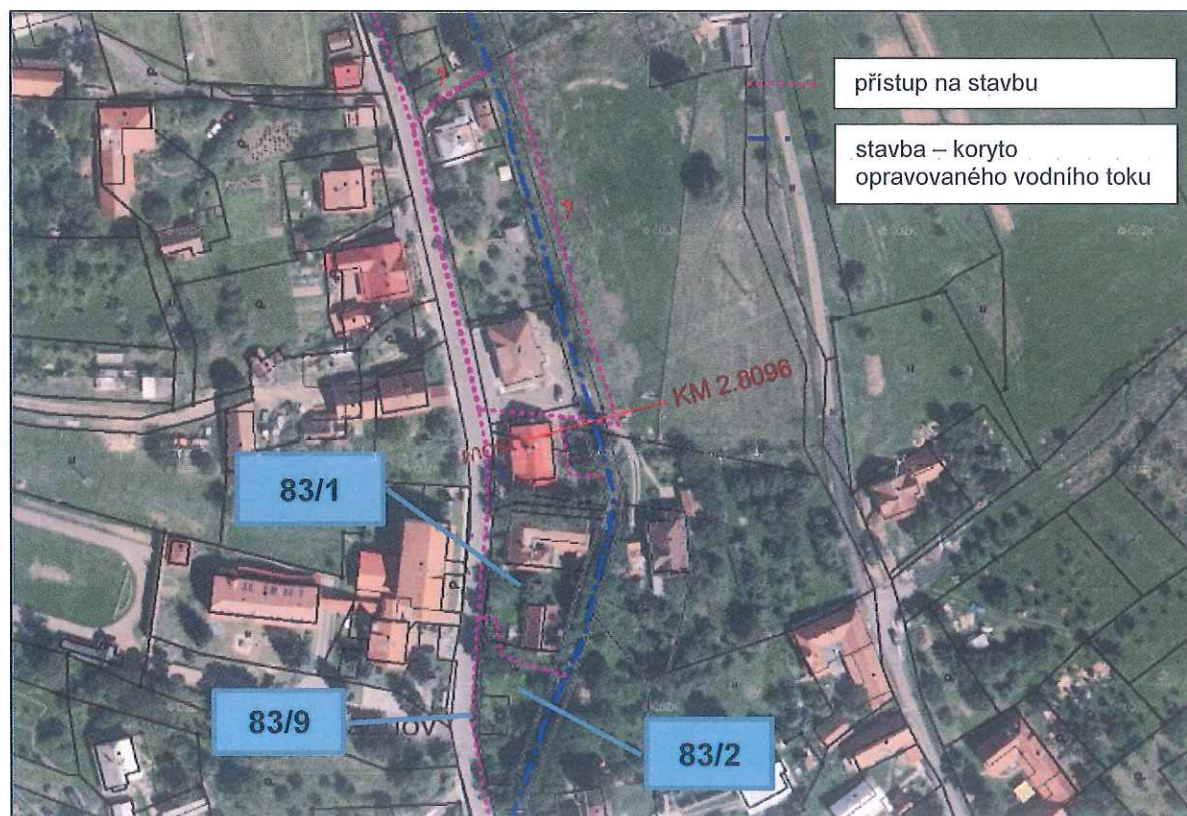 přístup na stavbu
stavba – koryto
opravovaného vodního toku
?
?
KM 2.8096
83/1
83/9
83/2